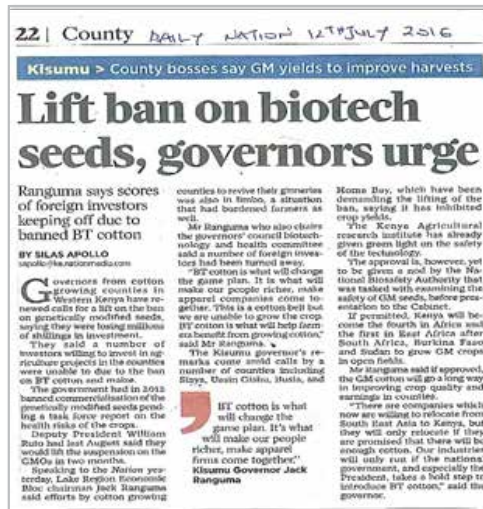 22 | County DAILY NATION 12TH JULY 2016
Kisumu > County bosses say GM yields to improve harvests
Lift ban on biotech
seeds, governors urge
Ranguma says scores
of foreign investors
keeping off due to
banned BT cotton
BY SILAS APOLLO
sapollo@ke.nationmedia.com
Governors from cotton
growing counties in
Western Kenya have re-
newed calls for a lift on the ban
on genetically modified seeds,
saying they were losing millions
of shillings in investment.
They said a number of
investors willing to invest in ag-
riculture projects in the counties
were unable to due to the ban
on BT cotton and maize.
The government had in 2012
banned commercialisation of the
genetically modified seeds pend-
ing a task force report on the
health risks of the crops.
Deputy President William
Ruto had last August said they
would lift the suspension on the
GMOs in two months.
Speaking to the Nation yes-
terday, Lake Region Economic
Bloc chairman Jack Ranguma
said efforts by cotton growing
counties to revive their ginneries
was also in limbo, a situation
that had burdened farmers as
well.
Mr Ranguma who also chairs
the governors' council biotech-
nology and health committee
said a number of foreign inves-
tors had been turned away.
"BT cotton is what will change
the game plan. It is what will
make our people richer, make
apparel companies come to-
gether. This is a cotton belt but
we are unable to grow the crop.
BT cotton is what will help farm-
ers benefit from growing cotton,"
said Mr Ranguma.
The Kisumu governor's re-
marks come amid calls by a
number of counties including
Siaya, Uasin Gishu, Busia, and
BT cotton is what
will change the
game plan. It's what
will make our people
richer, make apparel
firms come together."
Kisumu Governor Jack
Ranguma
Homa Bay, which have been
demanding the lifting of the
ban, saying it has inhibited
crop yields.
The Kenya Agricultural
research institute has already
given green light on the safety
of the technology.
The approval is, however, yet
to be given a nod by the Na-
tional Biosafety Authority that
was tasked with examining the
safety of GM seeds, before pres-
entation to the Cabinet.
If permitted, Kenya will be-
come the fourth in Africa and
the first in East Africa after
South Africa, Burkina Faso
and Sudan to grow GM crops
in open fields.
Mr Ranguma said if approved,
the GM cotton will go a long way
in improving crop quality and
earnings in counties.
"There are companies which
now are willing to relocate from
South East Asia to Kenya, but
they will only relocate if they
are promised that there will be
enough cotton. Our industries
will only run if the national
government, and especially the
President, takes a bold step to
introduce BT cotton," said the
governor.